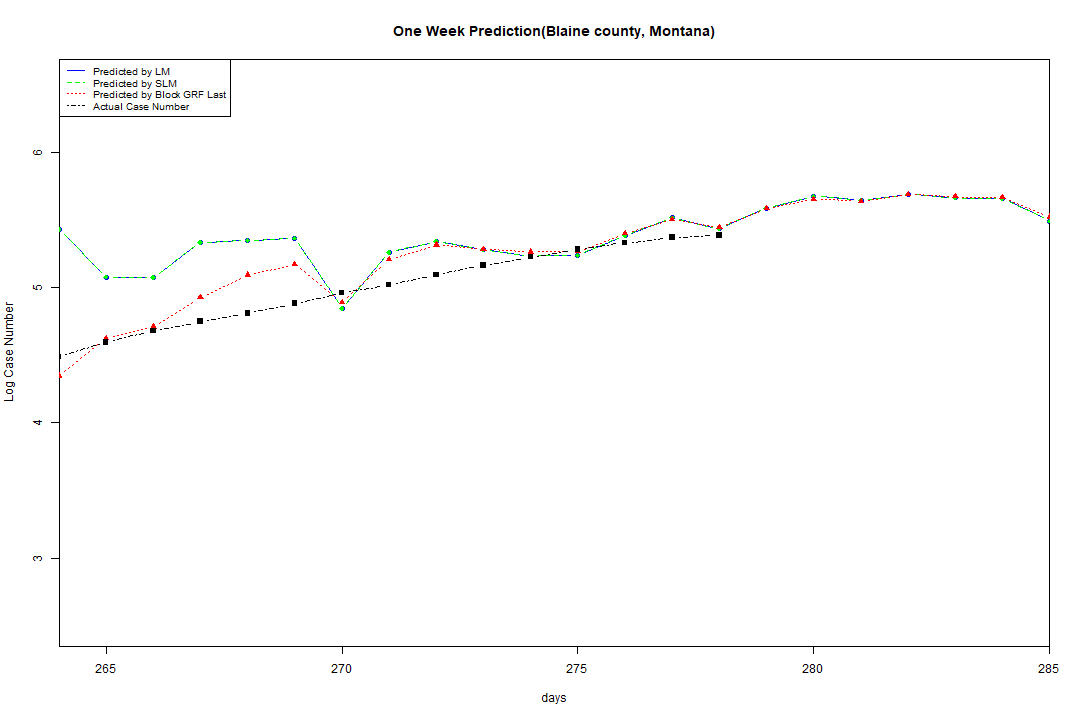 One Week Prediction(Blaine county, Montana)
Predicted by LM
Predicted by SLM
Predicted by Block GRF Last
Actual Case Number
6
5
4
3
Log Case Number
265 270 275 280 285
days